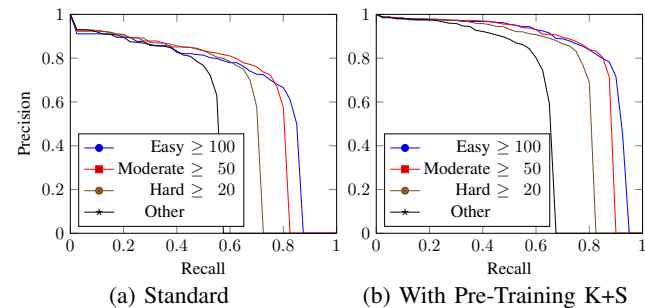 1
0.8
0.6
0.4
0.2
0
Precision
0 0.2 0.4 0.6 0.8 1
Recall
Easy ≥ 100
Moderate ≥ 50
Hard ≥ 20
Other
(a) Standard
1
0.8
0.6
0.4
0.2
0
0 0.2 0.4 0.6 0.8 1
Recall
Easy ≥ 100
Moderate ≥ 50
Hard ≥ 20
Other
(b) With Pre-Training K+S